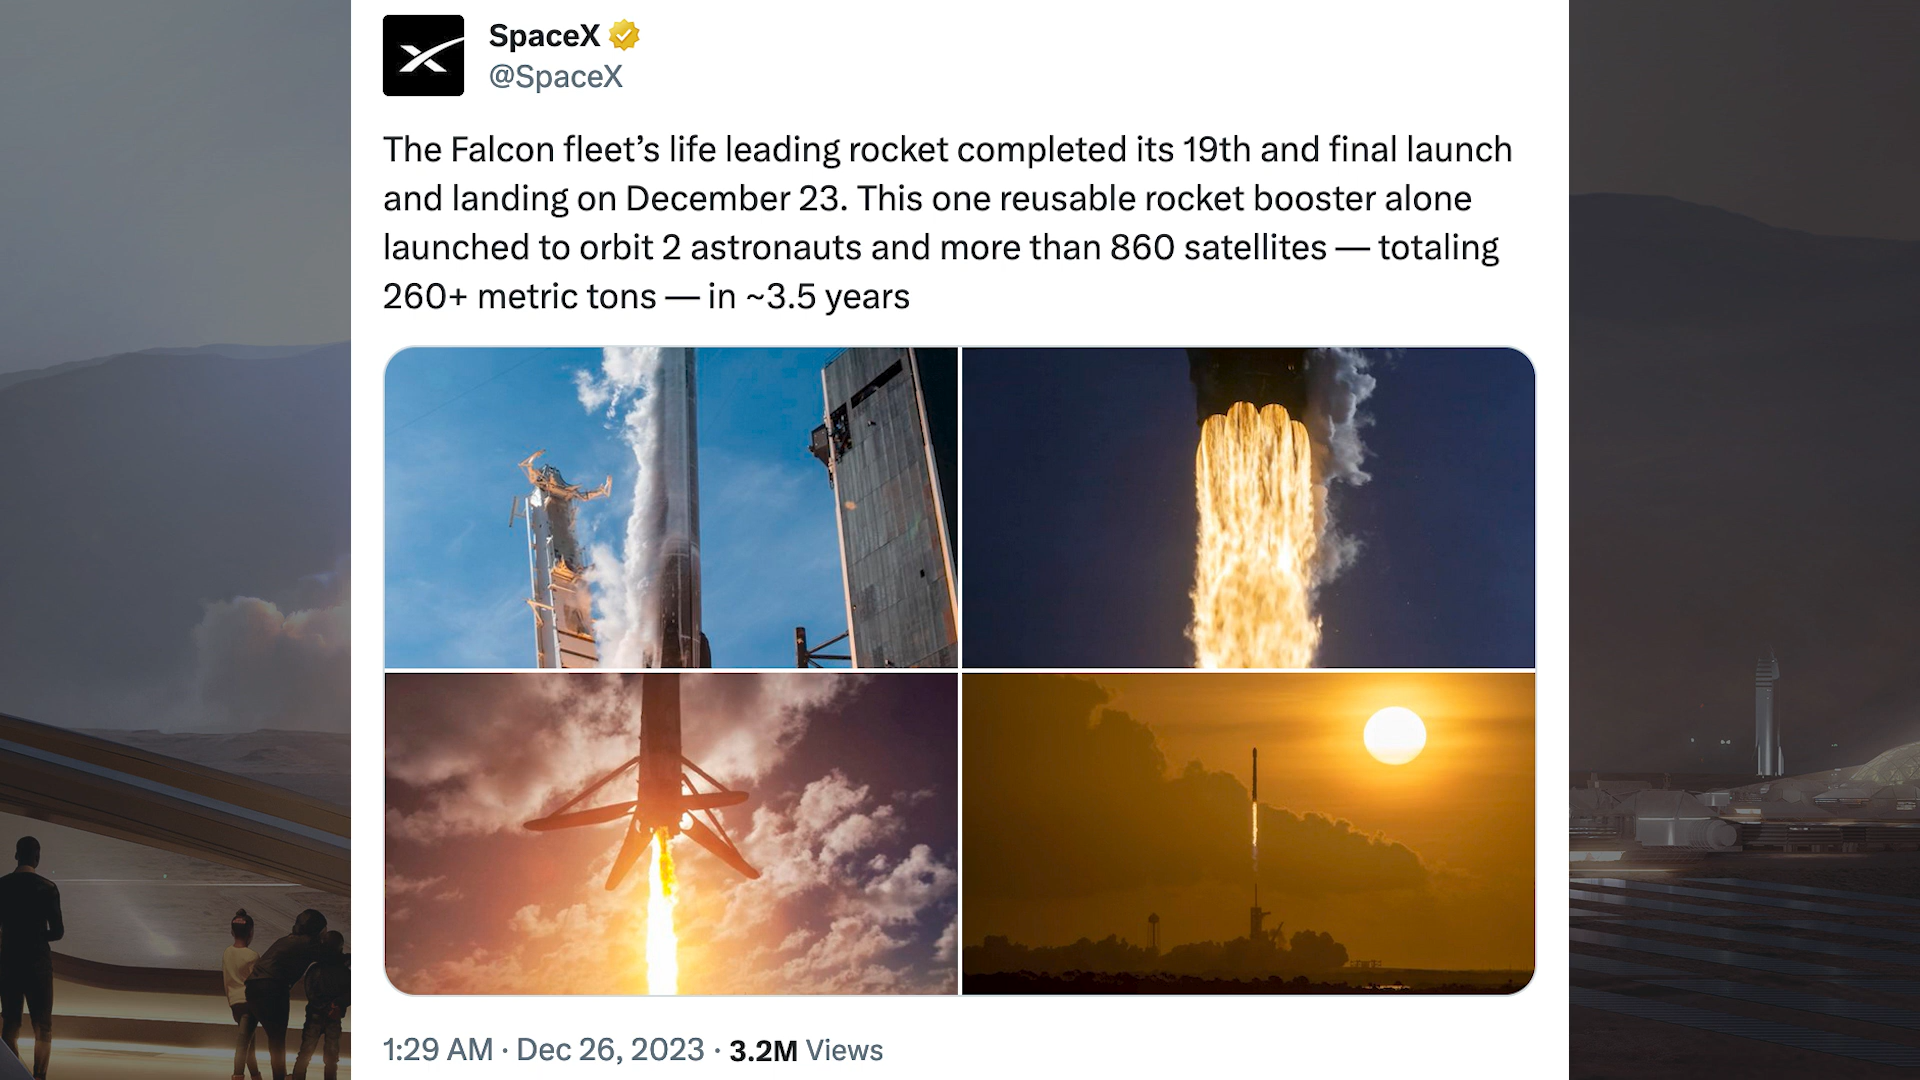 SpaceX
@SpaceX
The Falcon fleet’s life leading rocket completed its 19th and final launch
and landing on December 23. This one reusable rocket booster alone
launched to orbit 2 astronauts and more than 860 satellites — totaling
260+ metric tons — in ~3.5 years
1:29 AM · Dec 26, 2023 · 3.2M Views